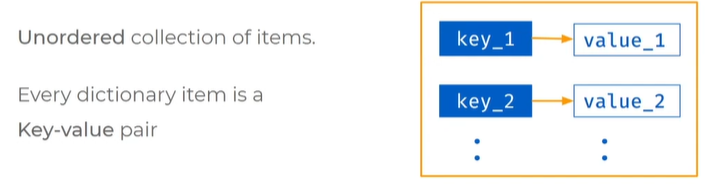 Unordered collection of items.
Every dictionary item is a
Key-value pair
key_1 value_1
key_2 value_2